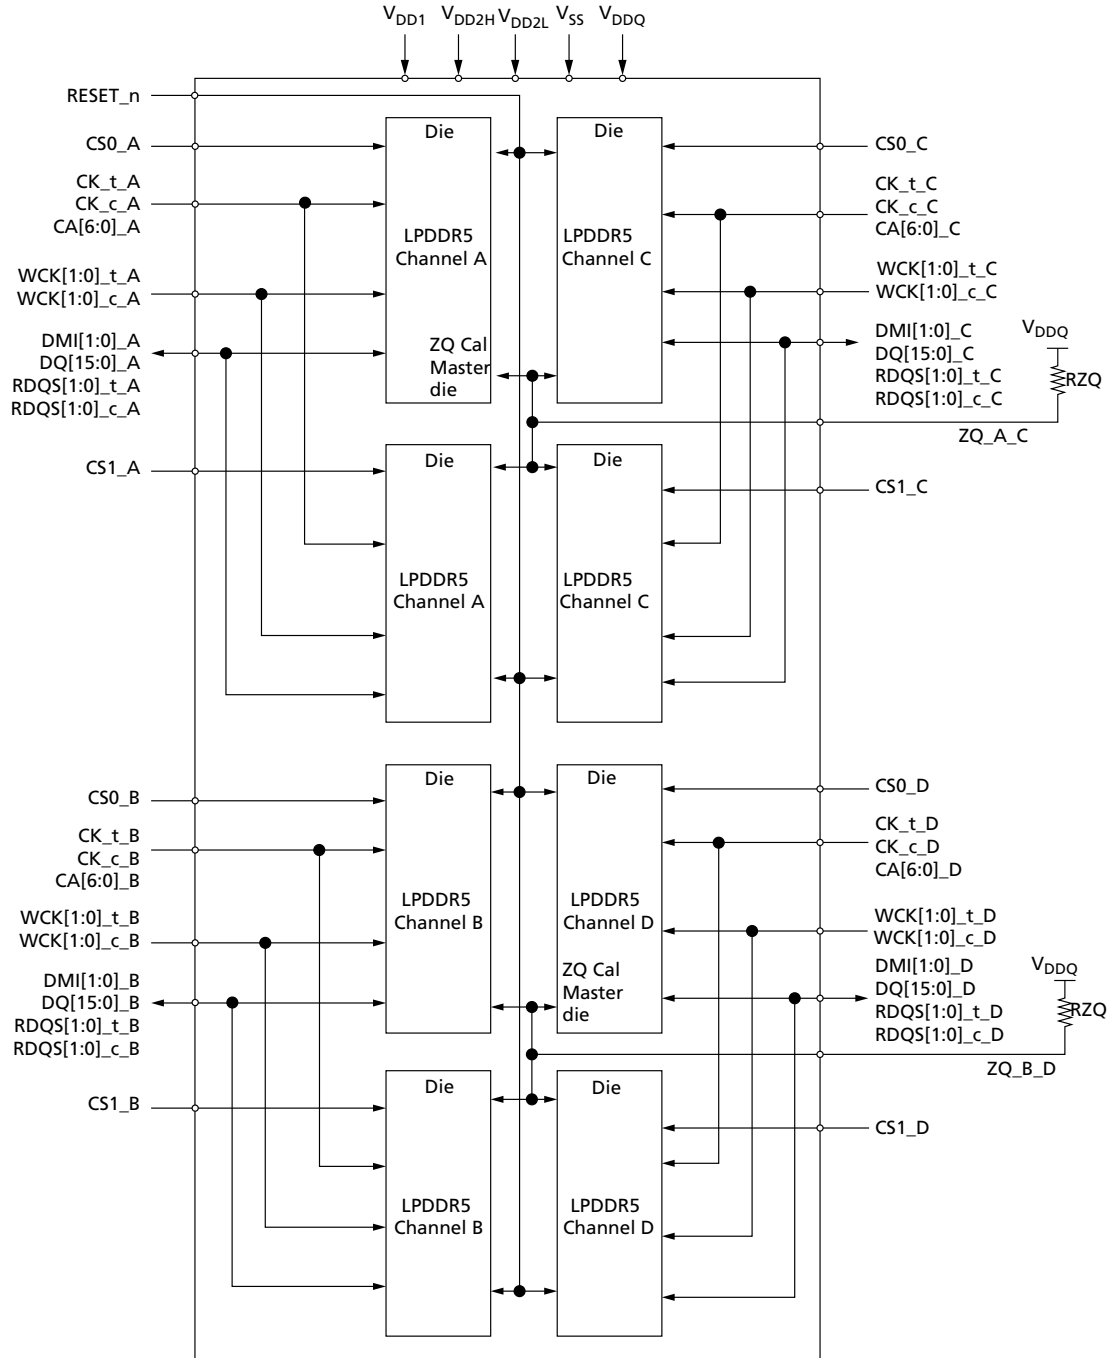 VDD1 VDD2H VDD2L VSS VDDQ
RESET_n
Die
Die
CS0_A
CS0_C
CK_t_A
CK_c_A
CA[6:0]_A
CK_t_C
CK_c_C
CA[6:0]_C
LPDDR5
Channel A
LPDDR5
Channel C
WCK[1:0]_t_A
WCK[1:0]_c_A
WCK[1:0]_t_C
WCK[1:0]_c_C
DMI[1:0]_A
DQ[15:0]_A
RDQS[1:0]_t_A
RDQS[1:0]_c_A
ZQ Cal
Master
die
DMI[1:0]_C
DQ[15:0]_C
RDQS[1:0]_t_C
RDQS[1:0]_c_C
VDDQ
RZQ
ZQ_A_C
Die
Die
CS1_A
CS1_C
LPDDR5
Channel A
LPDDR5
Channel C
Die
Die
CS0_B
CS0_D
CK_t_B
CK_c_B
CA[6:0]_B
CK_t_D
CK_c_D
CA[6:0]_D
LPDDR5
Channel B
LPDDR5
Channel D
WCK[1:0]_t_B
WCK[1:0]_c_B
WCK[1:0]_t_D
WCK[1:0]_c_D
DMI[1:0]_B
DQ[15:0]_B
RDQS[1:0]_t_B
RDQS[1:0]_c_B
ZQ Cal
Master
die
DMI[1:0]_D
DQ[15:0]_D
RDQS[1:0]_t_D
RDQS[1:0]_c_D
VDDQ
RZQ
ZQ_B_D
Die
Die
CS1_B
CS1_D
LPDDR5
Channel B
LPDDR5
Channel D